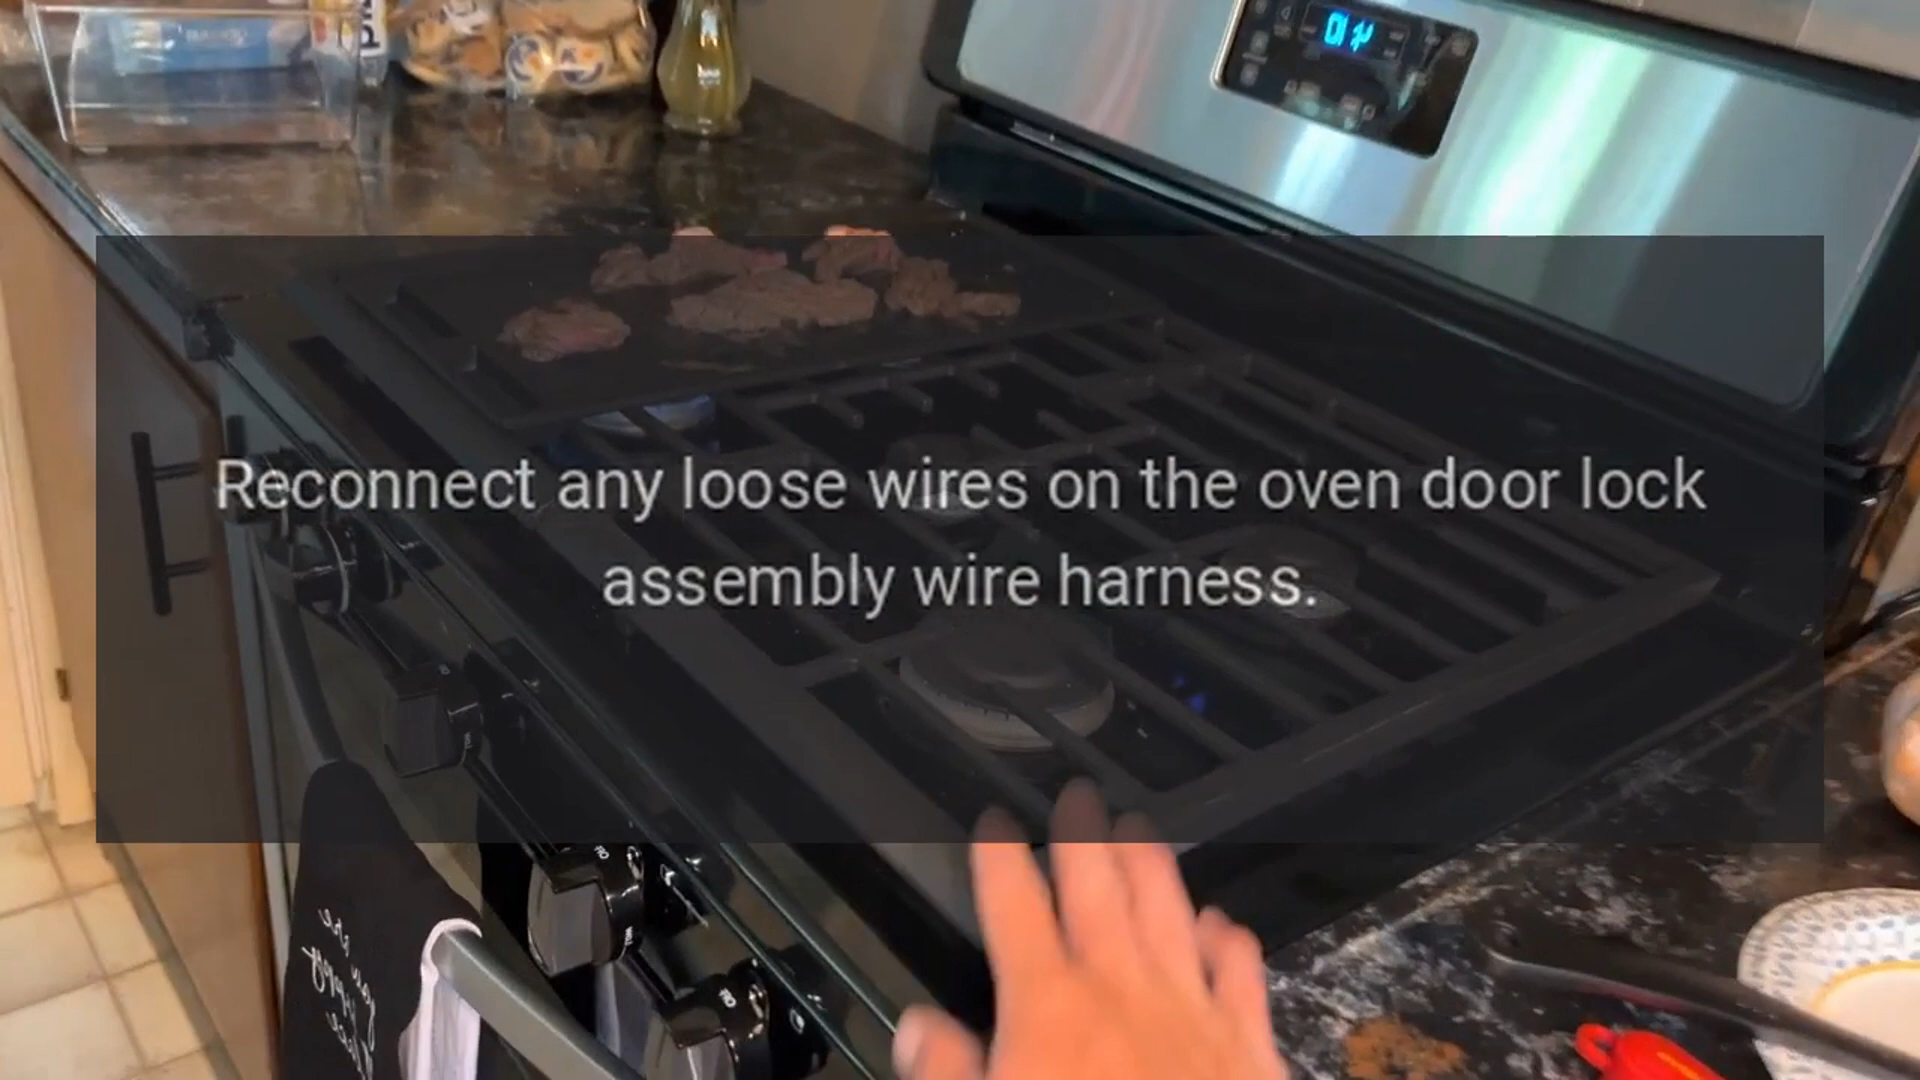 Reconnect any loose wires on the oven door lock
assembly wire harness.